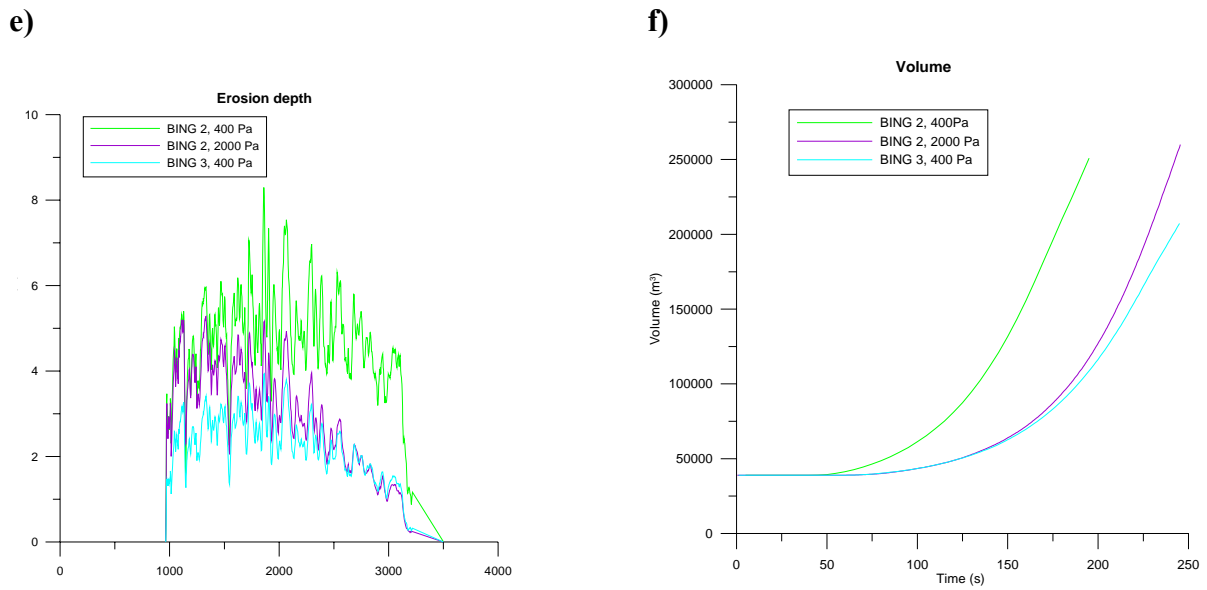 e)
f)
Erosion depth
10
8
6
4
2
0
0
1000
2000
3000
4000
BING 2, 400 Pa
BING 2, 2000 Pa
BING 3, 400 Pa
Volume
300000
250000
200000
150000
100000
50000
0
0
50
100
150
200
250
Volume (m³)
Time (s)
BING 2, 400Pa
BING 2, 2000 Pa
BING 3, 400 Pa